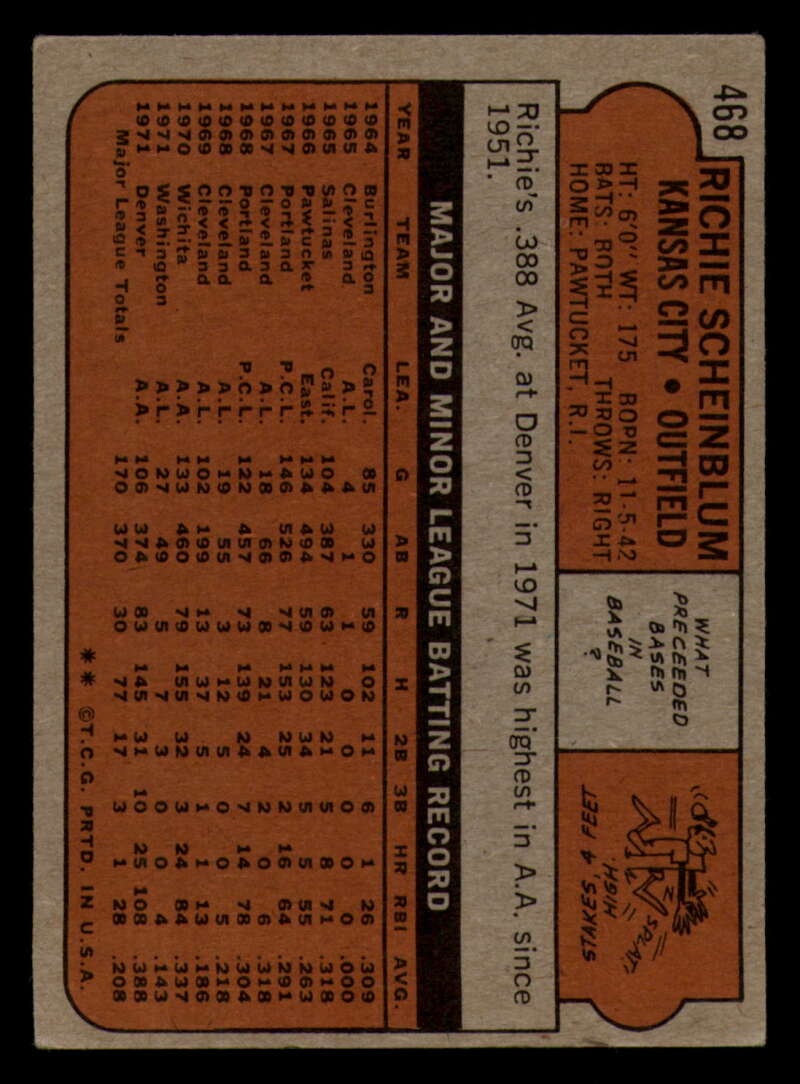 468
RICHIE SCHEINBLUM
KANSAS CITY • OUTFIELD
HT: 6'0" WT: 175 BORN: 11-5-42
BATS: BOTH THROWS: RIGHT
HOME: PAWTUCKET, R.I.
WHAT
PRECEEDED
BASES
IN
BASEBALL
?
SPLAT!
STAKES, 4 FEET
HIGH.
Richie's .388 Avg. at Denver in 1971 was highest in A.A. since
1951.
MAJOR AND MINOR LEAGUE BATTING RECORD
YEAR TEAM LEA. G AB R H 2B 3B HR RBI AVG.
1964 Burlington Carol. 85 330 59 102 11 6 1 26 .309
1965 Cleveland A.L. 4 1 1 0 0 0 0 0 .000
1965 Salinas Calif. 104 387 63 123 21 5 8 71 .318
1966 Pawtucket East. 134 494 59 130 34 5 5 55 .263
1967 Portland P.C.L. 146 526 77 153 25 2 16 64 .291
1967 Cleveland A.L. 18 66 8 21 4 2 0 6 .318
1968 Portland P.C.L. 122 457 73 139 24 7 14 78 .304
1968 Cleveland A.L. 19 55 3 12 5 0 0 5 .218
1969 Cleveland A.L. 102 199 13 37 5 1 1 13 .186
1970 Wichita A.A. 133 460 79 155 32 3 24 84 .337
1971 Washington A.L. 27 49 5 7 3 0 0 4 .143
1971 Denver A.A. 106 374 83 145 31 10 25 108 .388
Major League Totals 170 370 30 77 17 3 1 28 .208
** ©T.C.G. PRTD. IN U.S.A.